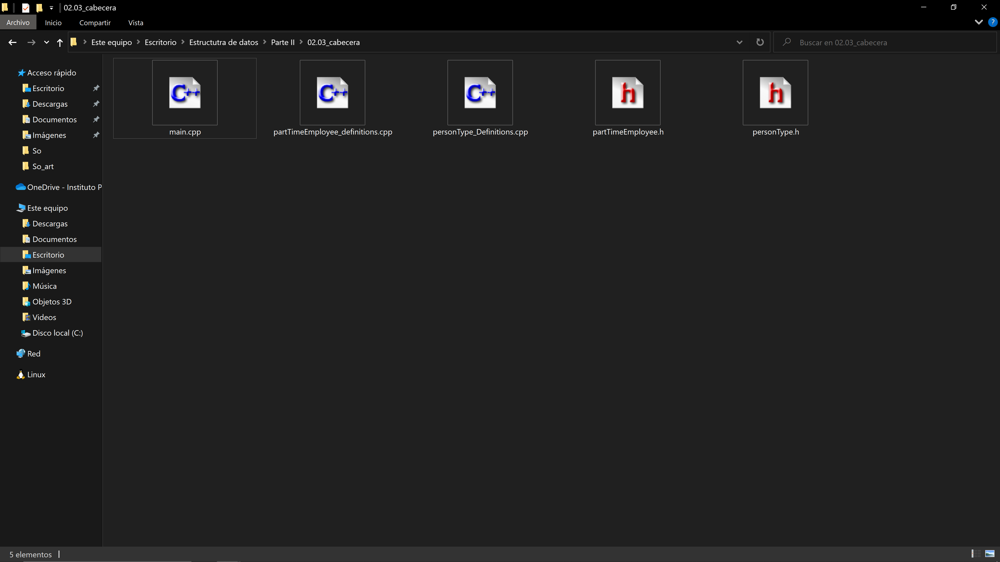 02.03_cabecera
Archivo Inicio Compartir Vista ?
Este equipo Escritorio Estructutra de datos Parte II 02.03_cabecera
Buscar en 02.03_cabecera
Acceso rápido
Escritorio
Descargas
Documentos
Imágenes
So
So_art
OneDrive - Instituto P
Este equipo
Descargas
Documentos
Escritorio
Imágenes
Música
Objetos 3D
Videos
Disco local (C:)
Red
Linux
C++ C++ C++ h h
main.cpp partTimeEmployee_definitions.cpp personType_Definitions.cpp partTimeEmployee.h personType.h
5 elementos